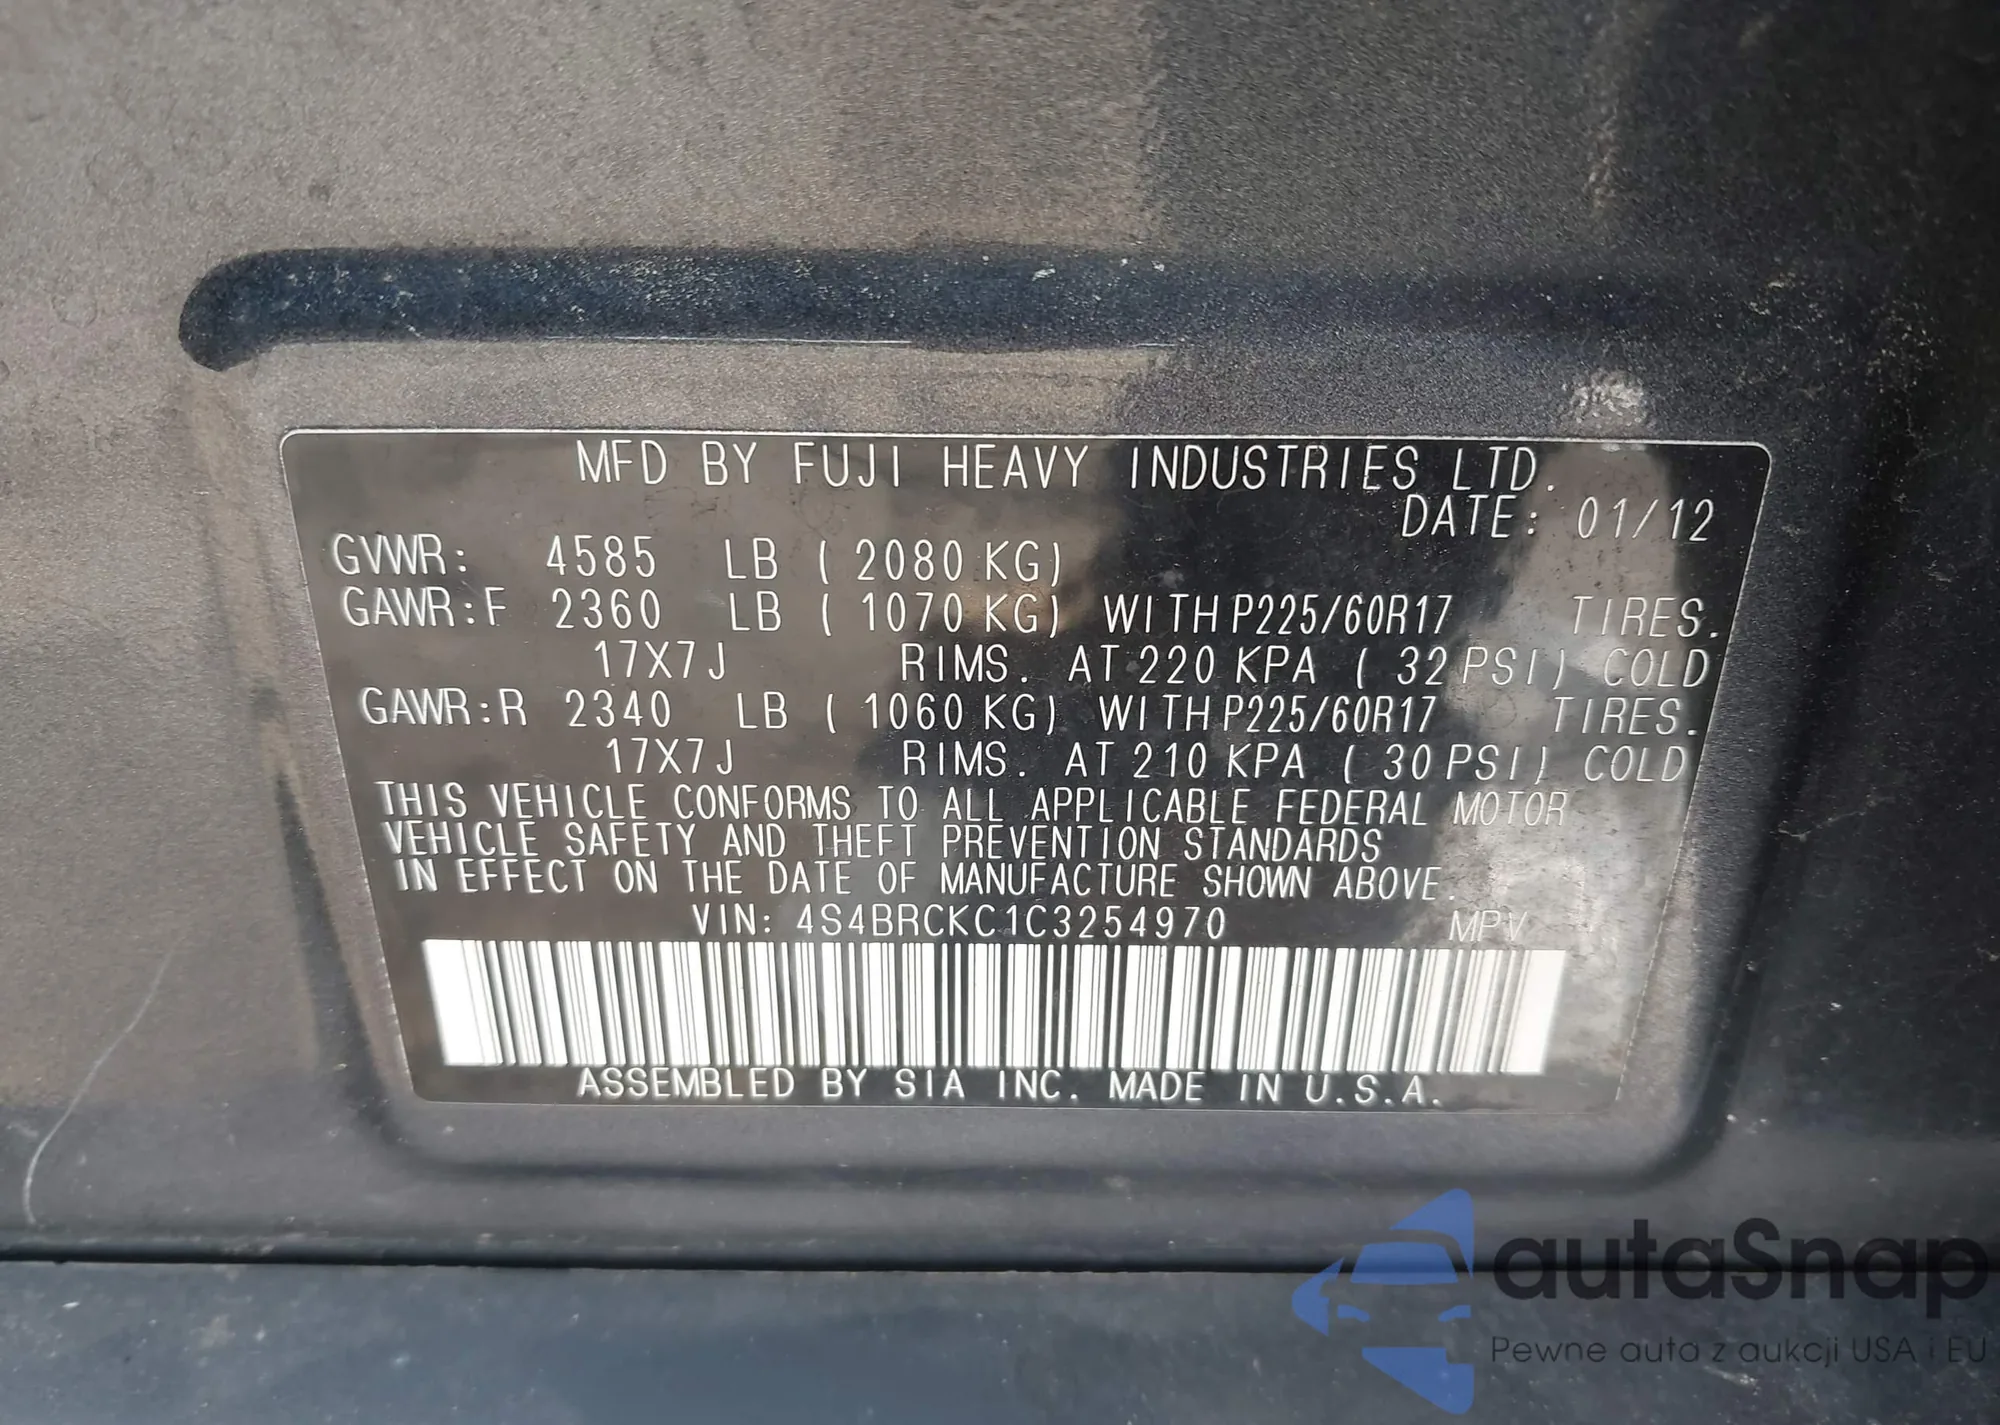 MFD BY FUJI HEAVY INDUSTRIES LTD.
DATE: 01/12
GVWR: 4585 LB ( 2080 KG)
GAWR:F 2360 LB ( 1070 KG) WITH P225/60R17 TIRES.
17X7J RIMS. AT 220 KPA ( 32 PSI) COLD
GAWR:R 2340 LB ( 1060 KG) WITH P225/60R17 TIRES.
17X7J RIMS. AT 210 KPA ( 30 PSI) COLD
THIS VEHICLE CONFORMS TO ALL APPLICABLE FEDERAL MOTOR
VEHICLE SAFETY AND THEFT PREVENTION STANDARDS
IN EFFECT ON THE DATE OF MANUFACTURE SHOWN ABOVE.
VIN: 4S4BRCKC1C3254970 MPV
ASSEMBLED BY SIA INC. MADE IN U.S.A.
autaSnap
Pewne auta z aukcji USA i EU